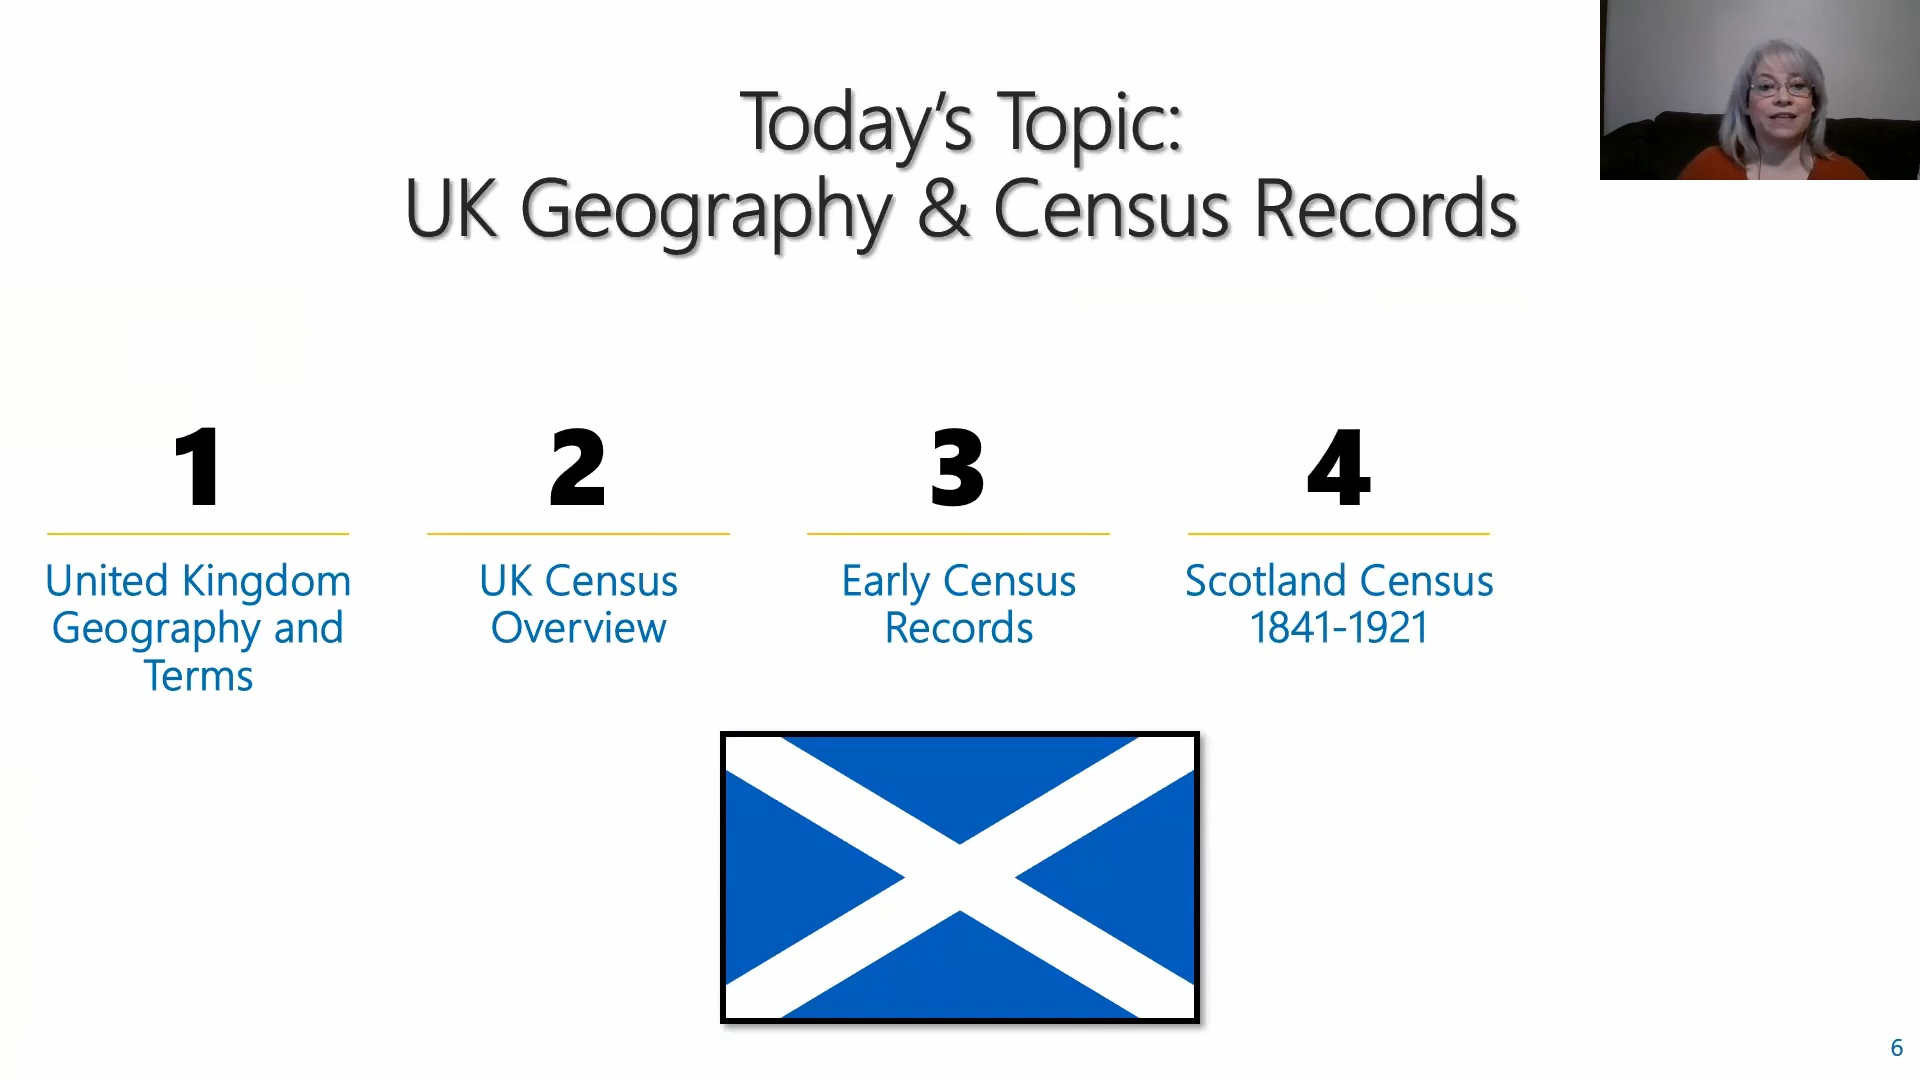 Today’s Topic:
UK Geography & Census Records
1
United Kingdom
Geography and
Terms
2
UK Census
Overview
3
Early Census
Records
4
Scotland Census
1841-1921
6